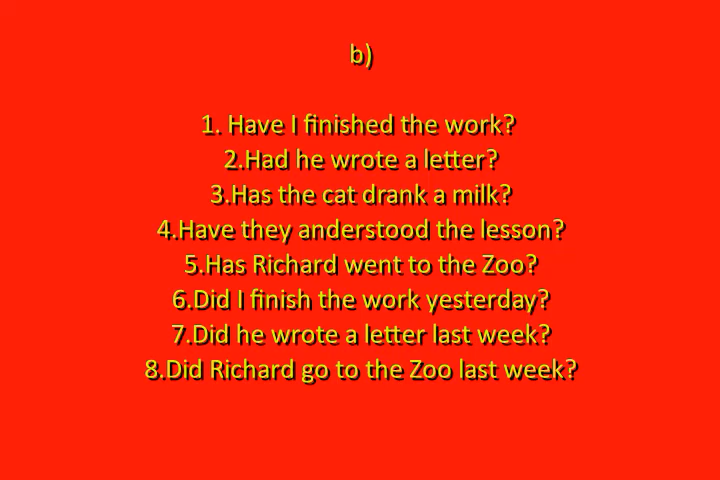 b)
1. Have I finished the work?
2.Had he wrote a letter?
3.Has the cat drank a milk?
4.Have they anderstood the lesson?
5.Has Richard went to the Zoo?
6.Did I finish the work yesterday?
7.Did he wrote a letter last week?
8.Did Richard go to the Zoo last week?